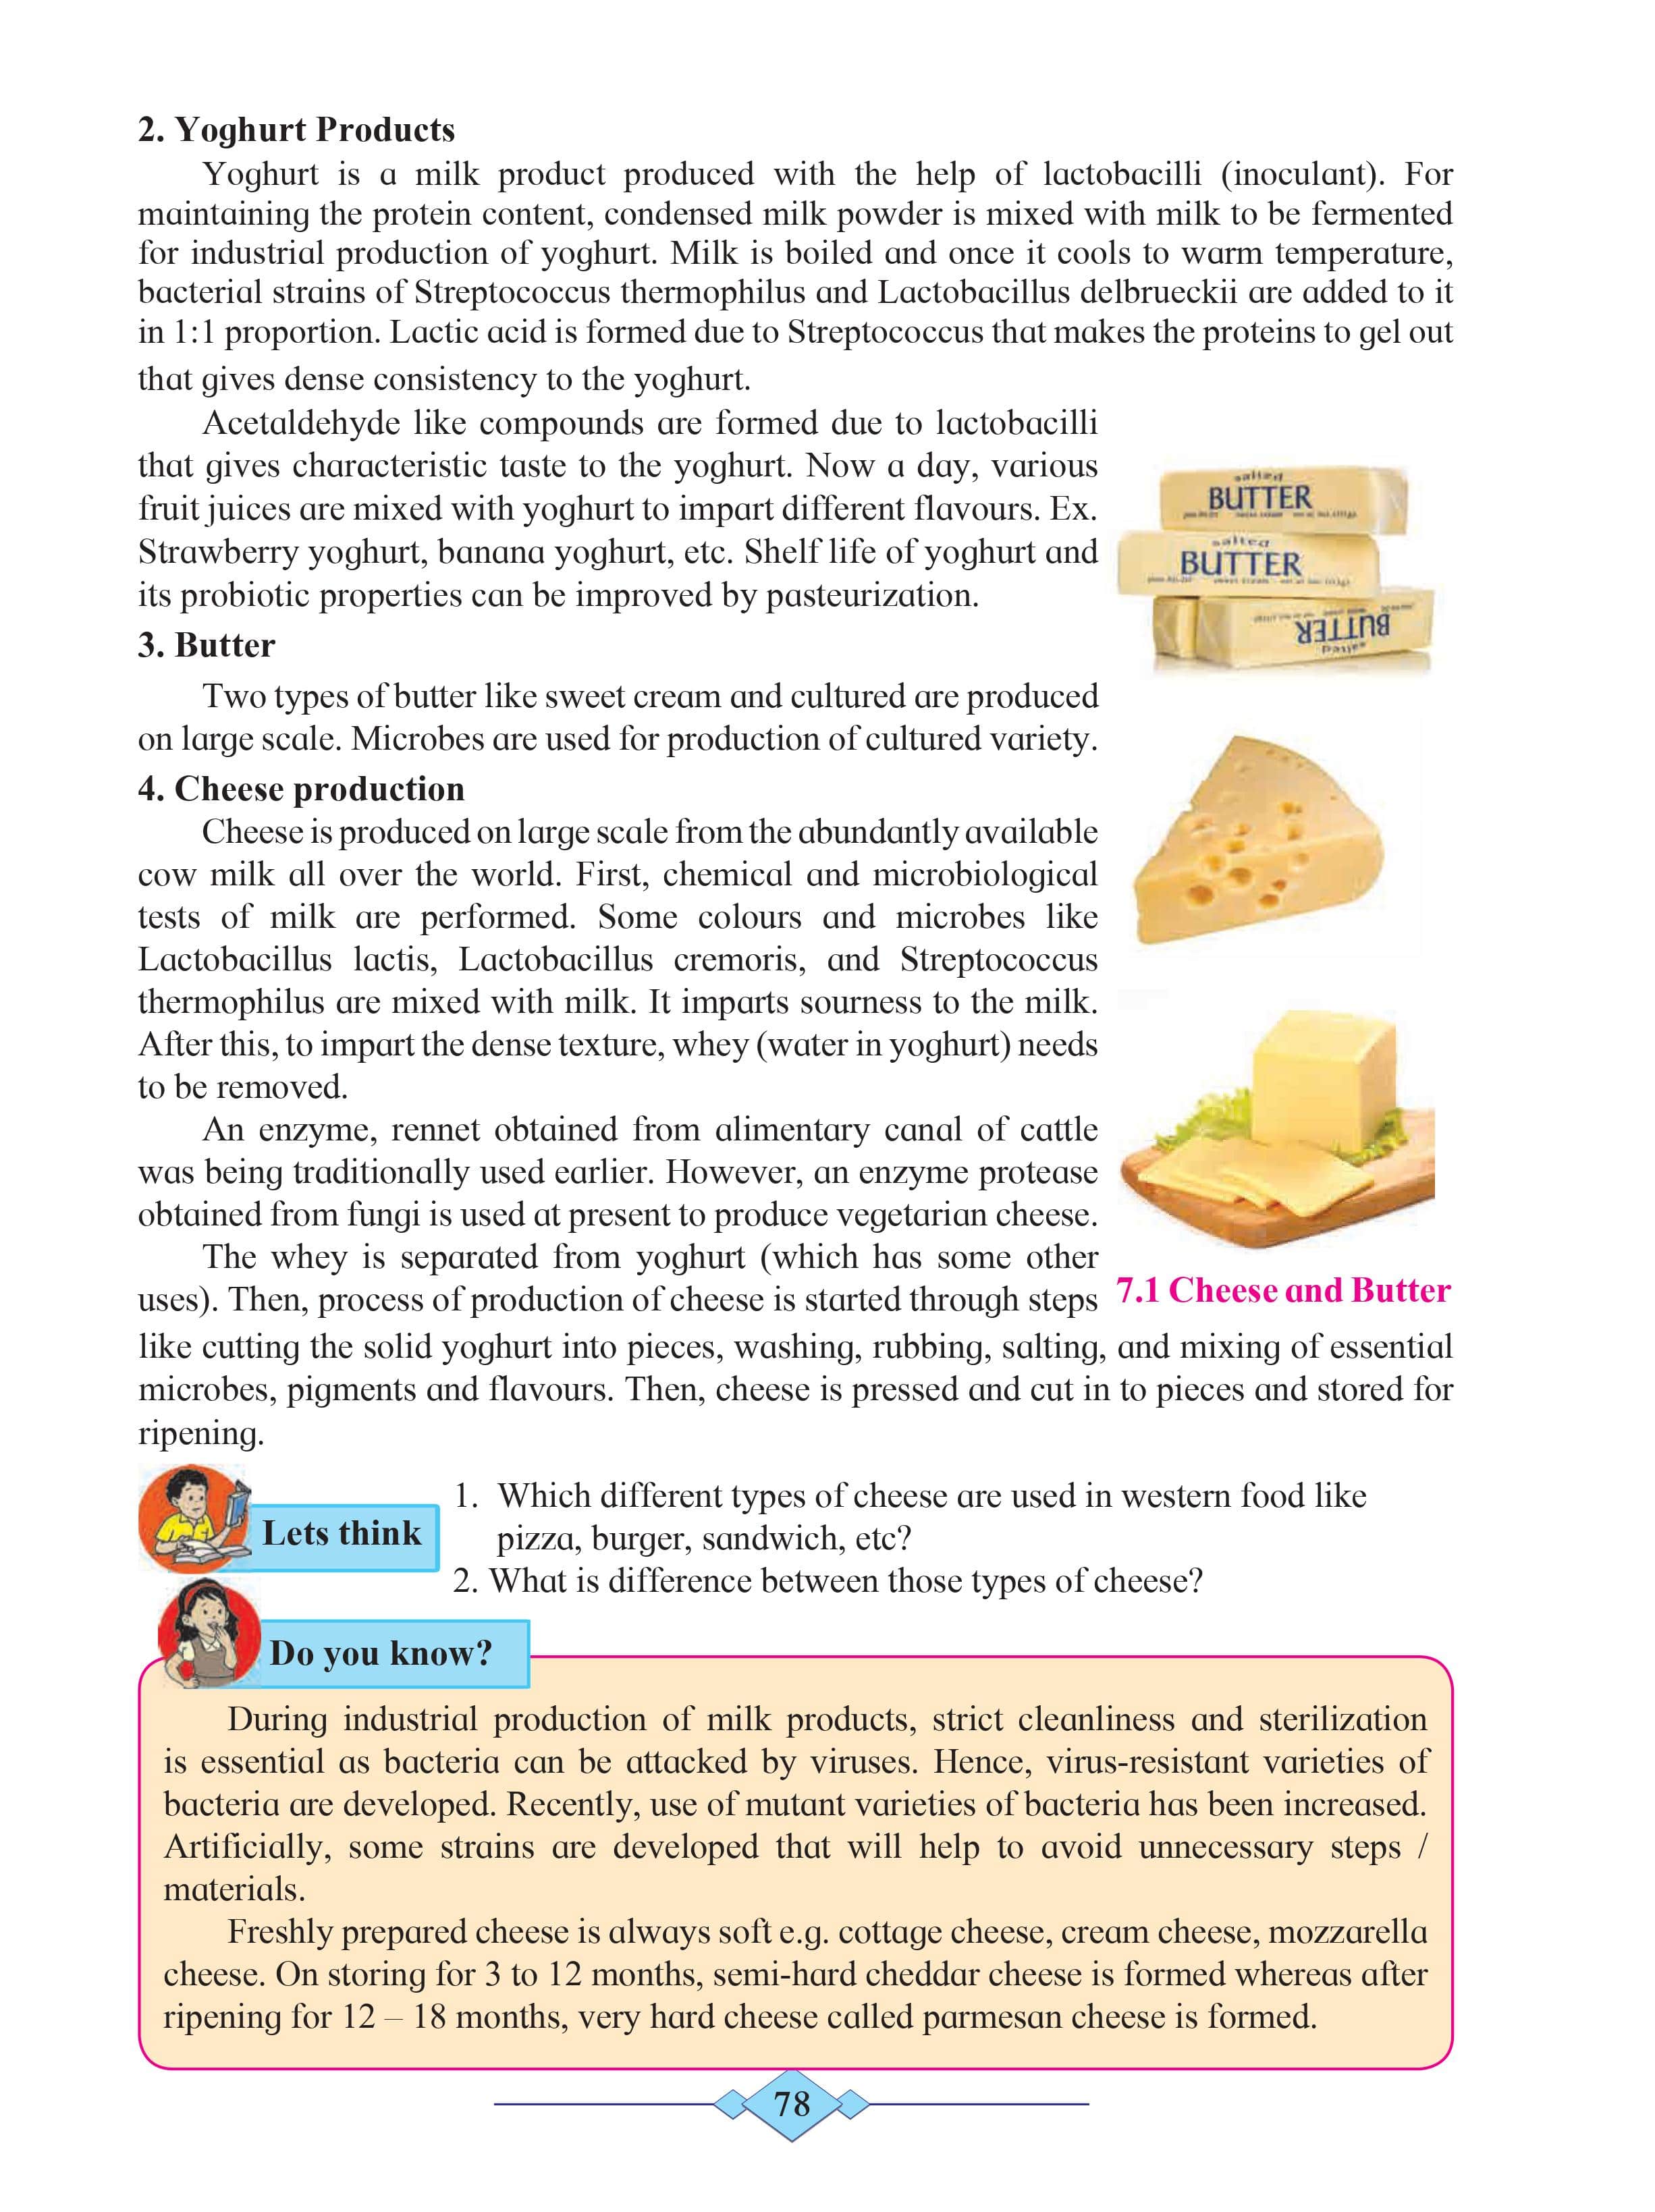 2. Yoghurt Products
Yoghurt is a milk product produced with the help of lactobacilli (inoculant). For
maintaining the protein content, condensed milk powder is mixed with milk to be fermented
for industrial production of yoghurt. Milk is boiled and once it cools to warm temperature,
bacterial strains of Streptococcus thermophilus and Lactobacillus delbrueckii are added to it
in 1:1 proportion. Lactic acid is formed due to Streptococcus that makes the proteins to gel out
that gives dense consistency to the yoghurt.
Acetaldehyde like compounds are formed due to lactobacilli
that gives characteristic taste to the yoghurt. Now a day, various
fruit juices are mixed with yoghurt to impart different flavours. Ex.
Strawberry yoghurt, banana yoghurt, etc. Shelf life of yoghurt and
its probiotic properties can be improved by pasteurization.
salted
BUTTER
salted
BUTTER
BUTTER
salted
3. Butter
Two types of butter like sweet cream and cultured are produced
on large scale. Microbes are used for production of cultured variety.
4. Cheese production
Cheese is produced on large scale from the abundantly available
cow milk all over the world. First, chemical and microbiological
tests of milk are performed. Some colours and microbes like
Lactobacillus lactis, Lactobacillus cremoris, and Streptococcus
thermophilus are mixed with milk. It imparts sourness to the milk.
After this, to impart the dense texture, whey (water in yoghurt) needs
to be removed.
An enzyme, rennet obtained from alimentary canal of cattle
was being traditionally used earlier. However, an enzyme protease
obtained from fungi is used at present to produce vegetarian cheese.
The whey is separated from yoghurt (which has some other
uses). Then, process of production of cheese is started through steps
7.1 Cheese and Butter
like cutting the solid yoghurt into pieces, washing, rubbing, salting, and mixing of essential
microbes, pigments and flavours. Then, cheese is pressed and cut in to pieces and stored for
ripening.
Lets think
1. Which different types of cheese are used in western food like
pizza, burger, sandwich, etc?
2. What is difference between those types of cheese?
Do you know?
During industrial production of milk products, strict cleanliness and sterilization
is essential as bacteria can be attacked by viruses. Hence, virus-resistant varieties of
bacteria are developed. Recently, use of mutant varieties of bacteria has been increased.
Artificially, some strains are developed that will help to avoid unnecessary steps /
materials.
Freshly prepared cheese is always soft e.g. cottage cheese, cream cheese, mozzarella
cheese. On storing for 3 to 12 months, semi-hard cheddar cheese is formed whereas after
ripening for 12 – 18 months, very hard cheese called parmesan cheese is formed.
78